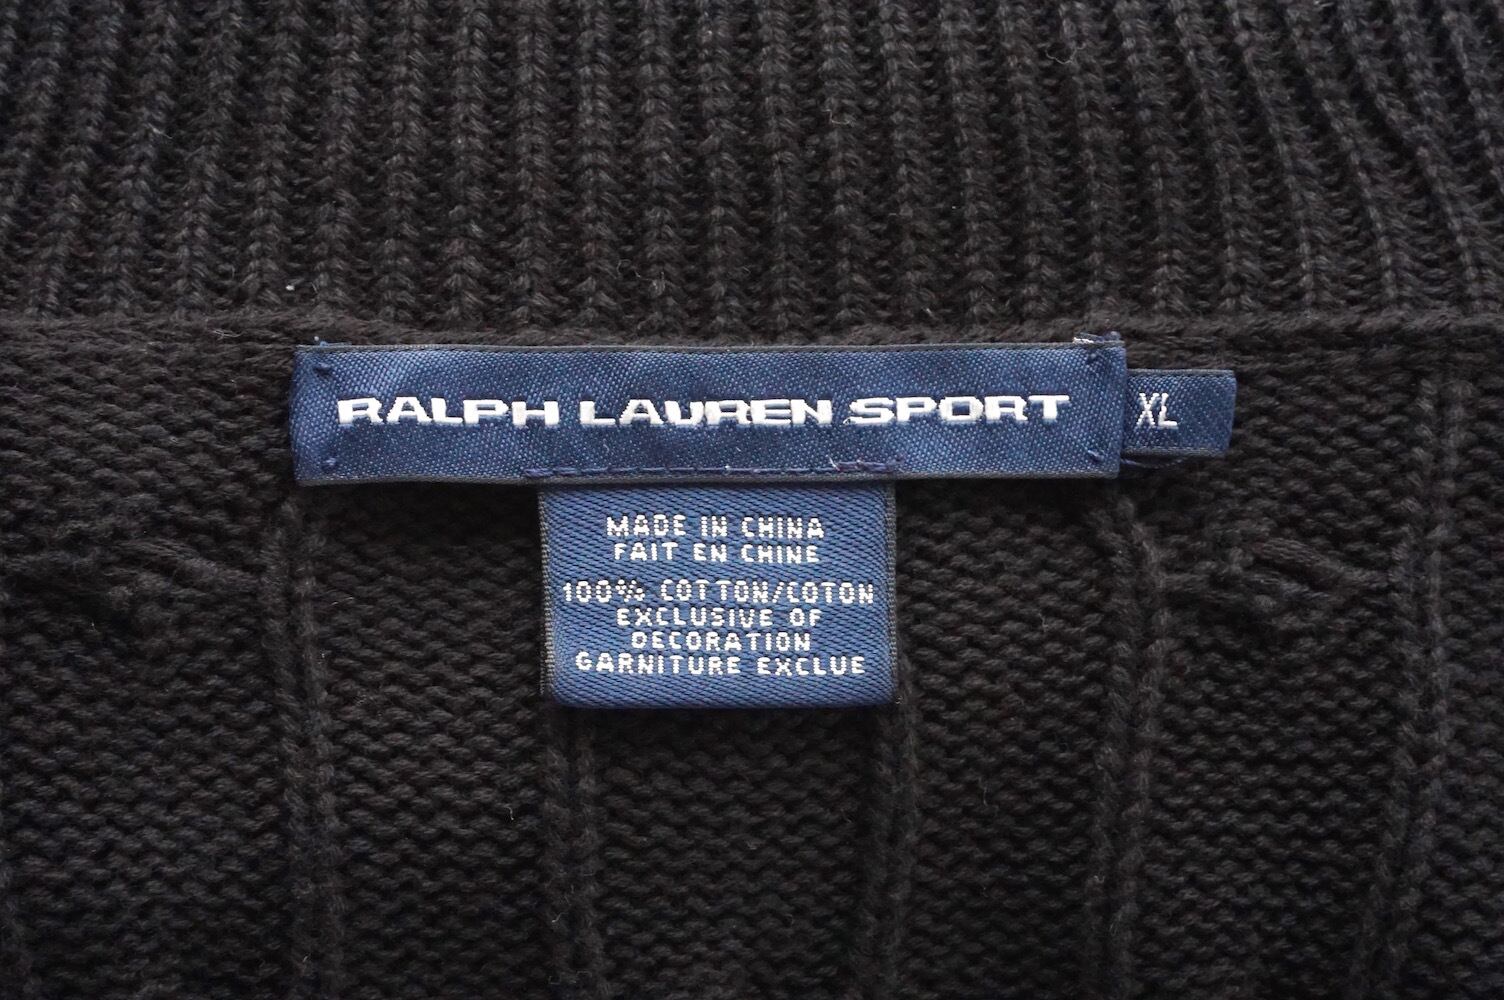 RALPH LAUREN SPORT
XL
MADE IN CHINA
FAIT EN CHINE
100% COTTON/COTON
EXCLUSIVE OF
DECORATION
GARNITURE EXCLUE